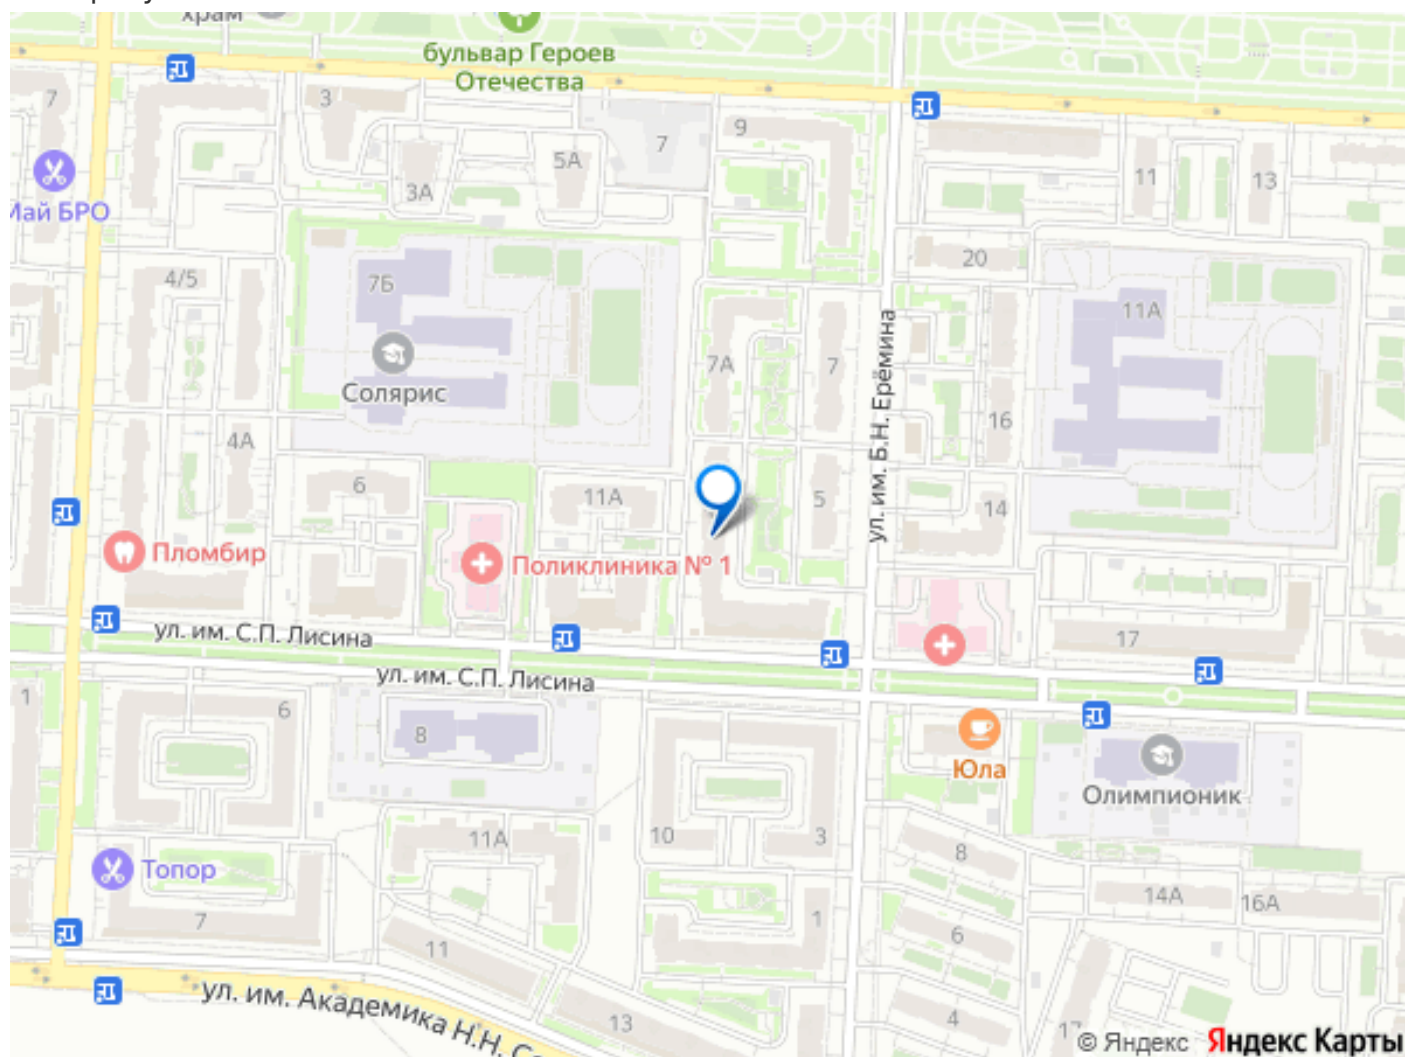 храм
бульвар Героев
Отечества
7
3
9
7
5А
3А
11
13
Май БРО
20
4/5
7Б
11А
ул. им. Б.Н. Ерёмина
7А
7
Солярис
16
4А
6
11А
5
14
Пломбир
Поликлиника № 1
ул. им. С.П. Лисина
17
ул. им. С.П. Лисина
1
6
8
Юла
Олимпионик
11А
10
3
8
Топор
14А
16А
7
1
6
11
ул. им. Академика Н.Н.
13
4
© Яндекс Яндекс Карты